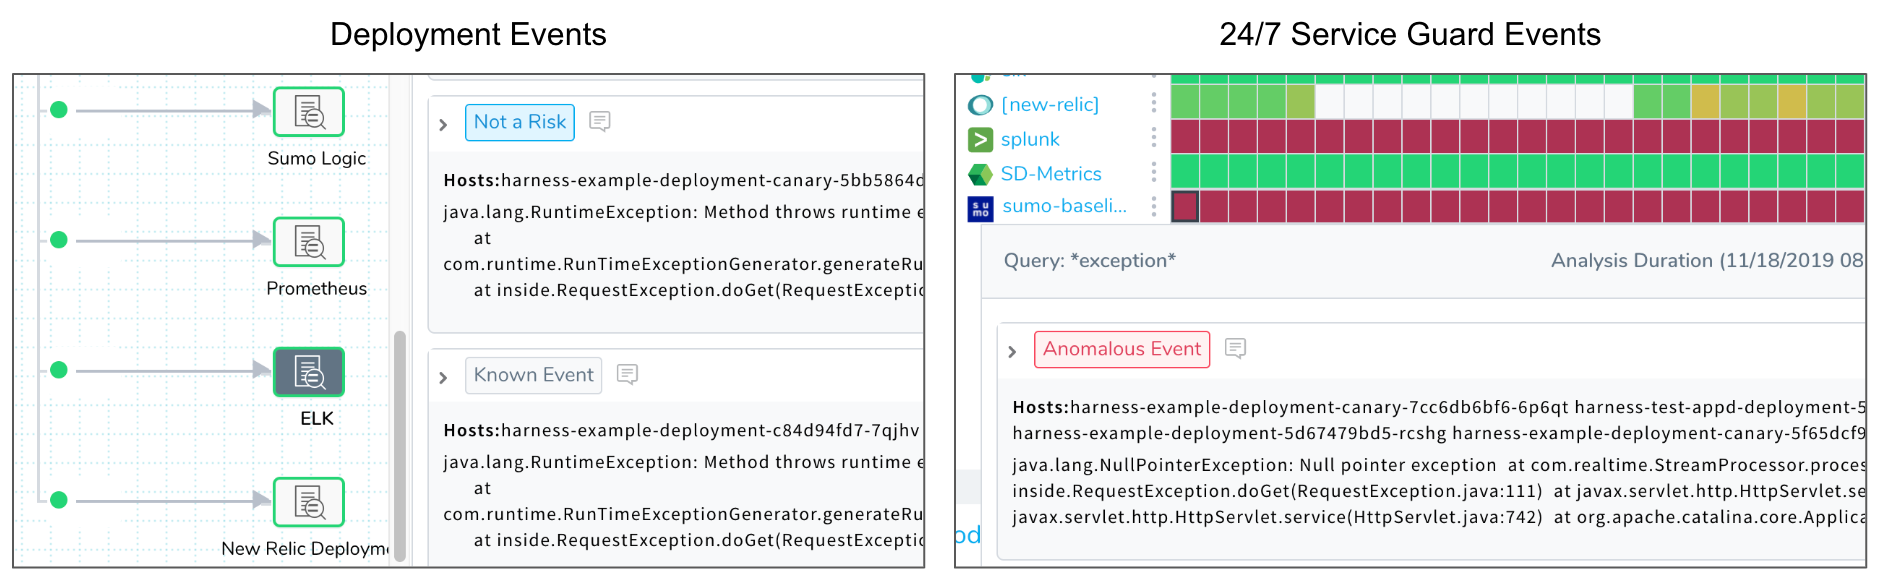 Deployment Events
24/7 Service Guard Events
Sumo Logic
Prometheus
ELK
New Relic Deployme
Not a Risk
Hosts:harness-example-deployment-canary-5bb5864d
java.lang.RuntimeException: Method throws runtime e
at
com.runtime.RunTimeExceptionGenerator.generateRu
at inside.RequestException.doGet(RequestExceptio
Known Event
Hosts:harness-example-deployment-c84d94fd7-7qjhv
java.lang.RuntimeException: Method throws runtime e
at
com.runtime.RunTimeExceptionGenerator.generateRu
at inside.RequestException.doGet(RequestExceptio
[new-relic]
splunk
SD-Metrics
su
mo
sumo-baseli...
Query: *exception*
Analysis Duration (11/18/2019 08
Anomalous Event
Hosts:harness-example-deployment-canary-7cc6db6bf6-6p6qt harness-test-appd-deployment-5
harness-example-deployment-5d67479bd5-rcshg harness-example-deployment-canary-5f65dcf9
java.lang.NullPointerException: Null pointer exception at com.realtime.StreamProcessor.proces
inside.RequestException.doGet(RequestException.java:111) at javax.servlet.http.HttpServlet.se
javax.servlet.http.HttpServlet.service(HttpServlet.java:742) at org.apache.catalina.core.Applica
od